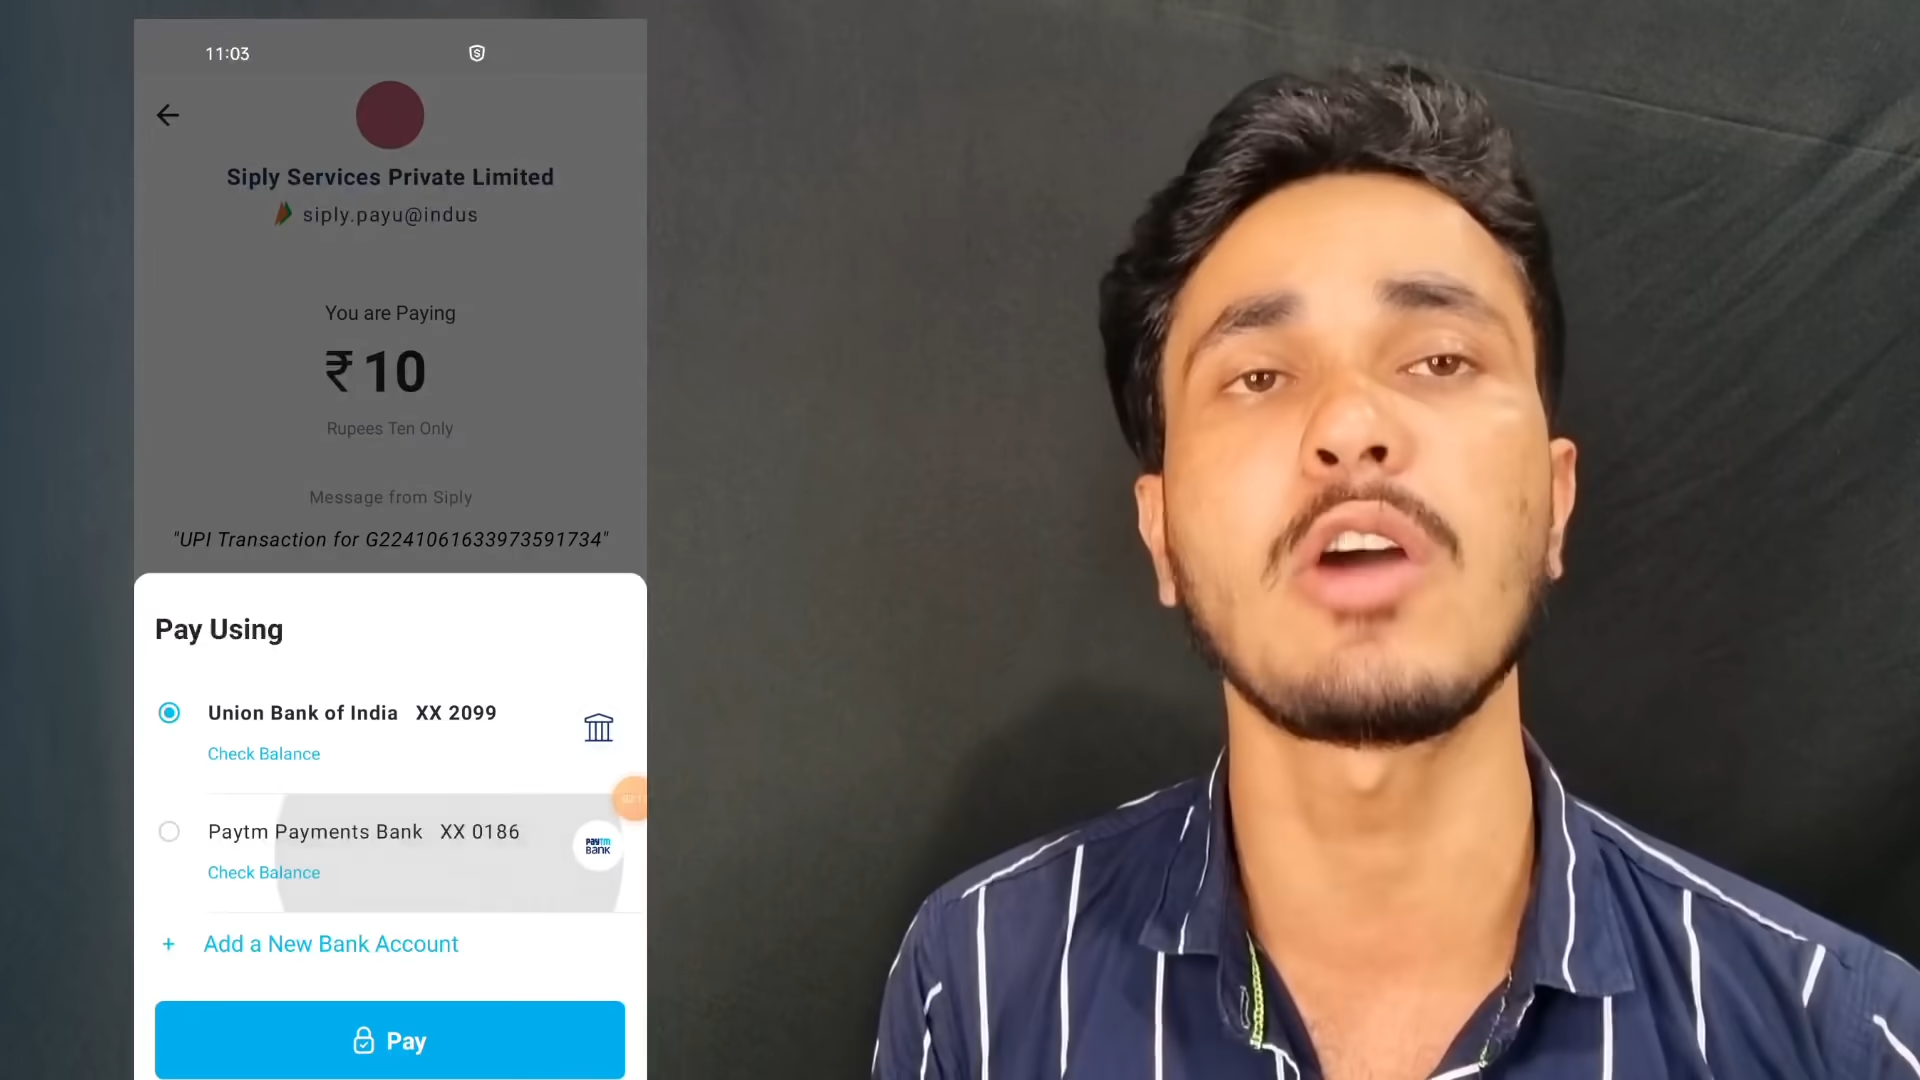 11:03
Siply Services Private Limited
siply.payu@indus
You are Paying
₹10
Rupees Ten Only
Message from Siply
"UPI Transaction for G2241061633973591734"
Pay Using
Union Bank of India XX 2099
Check Balance
Paytm Payments Bank XX 0186
paytm
BANK
Check Balance
+ Add a New Bank Account
Pay